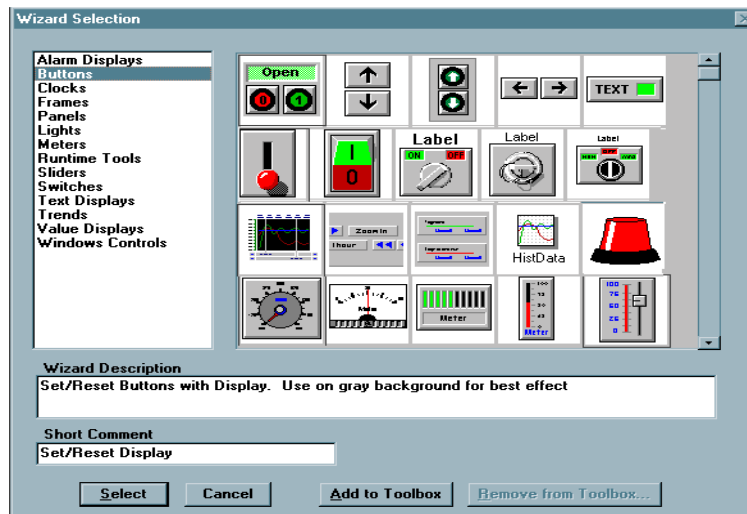 Wizard Selection
Alarm Displays
Buttons
Clocks
Frames
Panels
Lights
Meters
Runtime Tools
Sliders
Switches
Text Displays
Trends
Value Displays
Windows Controls
Open
0 1
TEXT
I
0
Label
ON OFF
Label
Label
OFF
Zoom In
1hour
HistData
Meter
Meter
Meter
100
75
50
25
0
Wizard Description
Set/Reset Buttons with Display. Use on gray background for best effect
Short Comment
Set/Reset Display
Select
Cancel
Add to Toolbox
Remove from Toolbox...